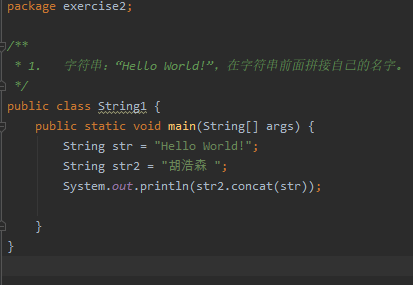 package exercise2;
/**
* 1. 字符串:“Hello World!”,在字符串前面拼接自己的名字。
*/
public class String1 {
public static void main(String[] args) {
String str = "Hello World!";
String str2 = "胡浩森 ";
System.out.println(str2.concat(str));
}
}